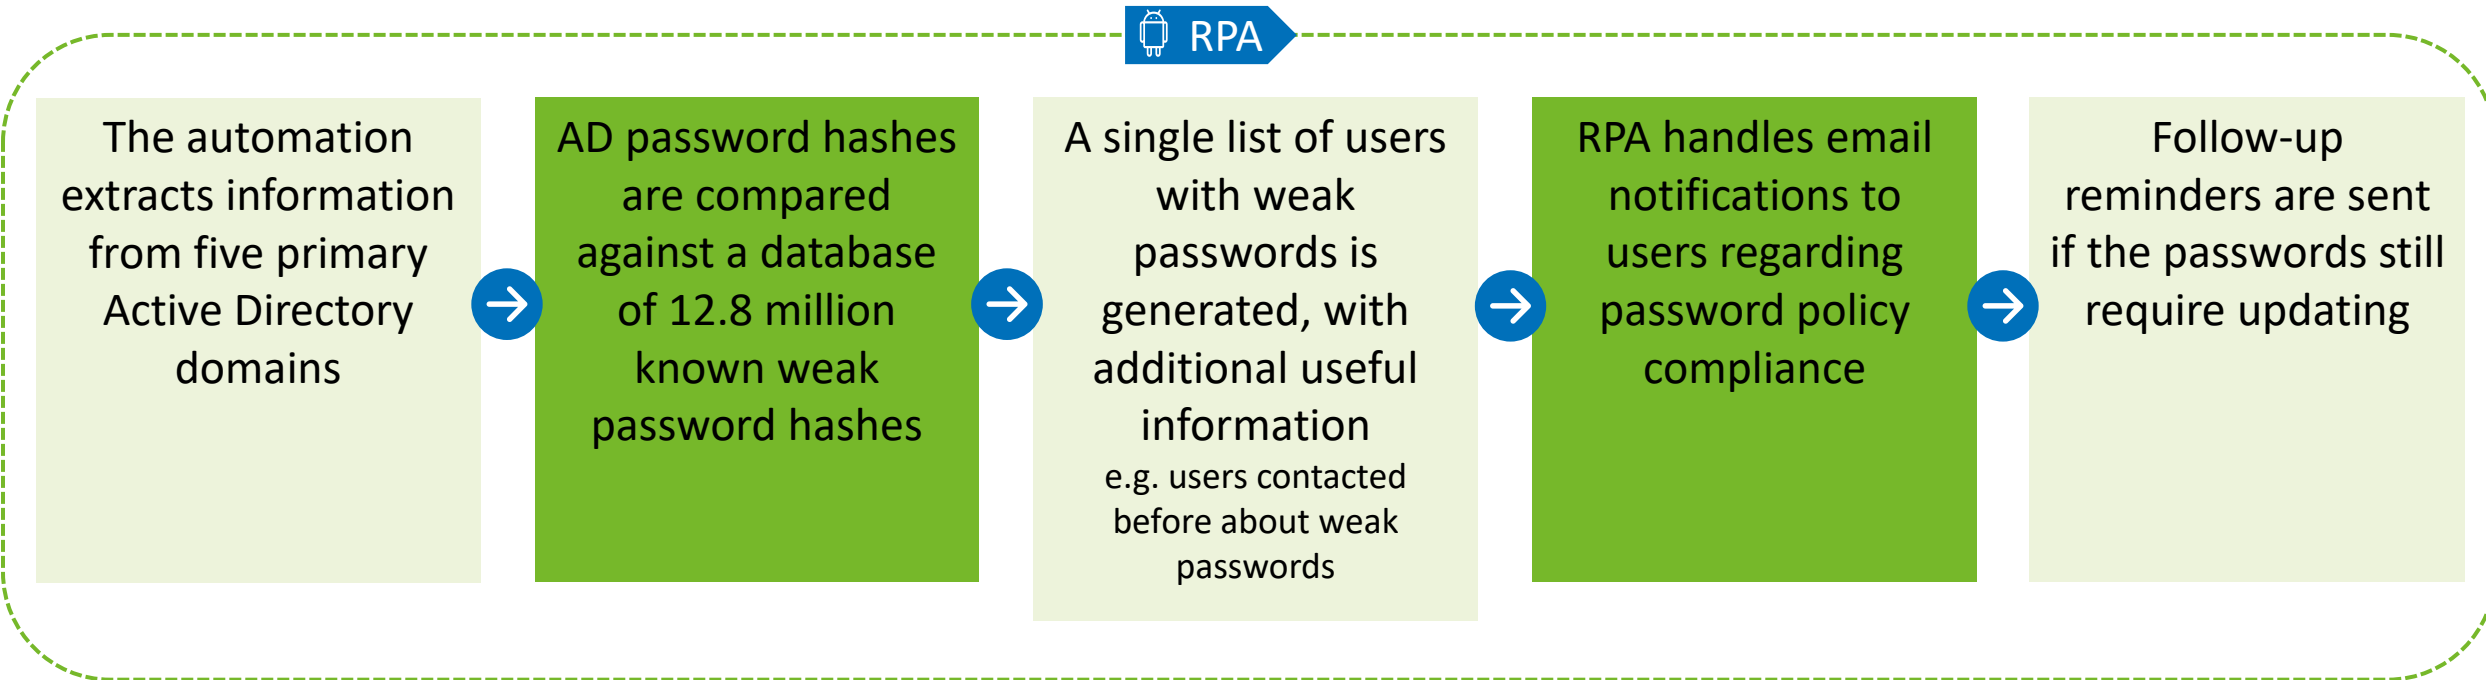 RPA
The automation
extracts information
from five primary
Active Directory
domains
AD password hashes
are compared
against a database
of 12.8 million
known weak
password hashes
A single list of users
with weak
passwords is
generated, with
additional useful
information
e.g. users contacted
before about weak
passwords
RPA handles email
notifications to
users regarding
password policy
compliance
Follow-up
reminders are sent
if the passwords still
require updating